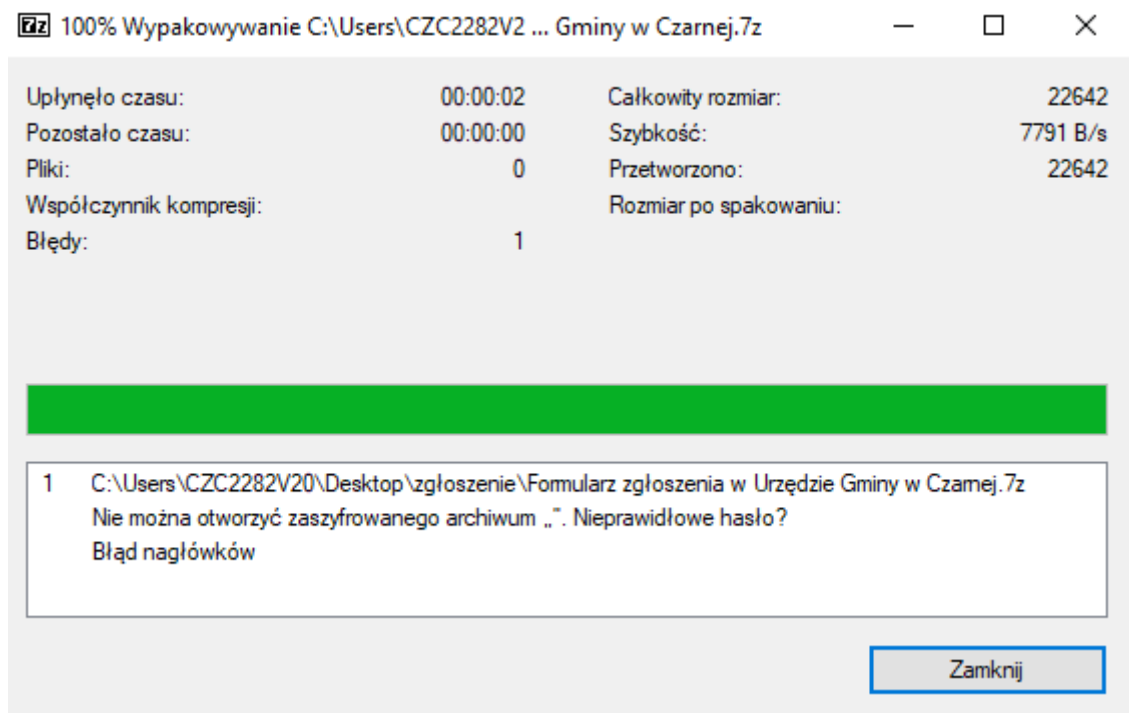 7z 100% Wypakowywanie C:\Users\CZC2282V2 ... Gminy w Czarnej.7z
Upłynęło czasu: 00:00:02 Całkowity rozmiar: 22642
Pozostało czasu: 00:00:00 Szybkość: 7791 B/s
Pliki: 0 Przetworzono: 22642
Współczynnik kompresji: Rozmiar po spakowaniu:
Błędy: 1
1 C:\Users\CZC2282V20\Desktop\zgłoszenie\Formularz zgłoszenia w Urzędzie Gminy w Czarnej.7z
Nie można otworzyć zaszyfrowanego archiwum „”. Nieprawidłowe hasło?
Błąd nagłówków
Zamknij